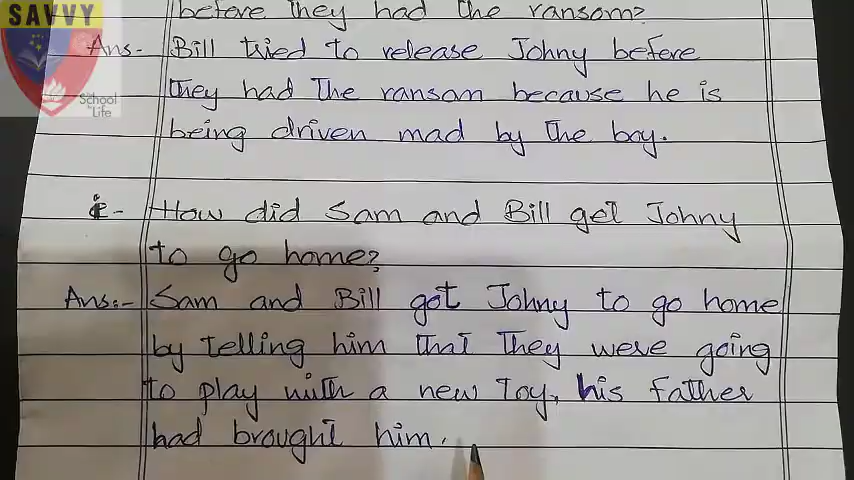 SAVVY
School
to
Life
before they had the ransom?
Ans- Bill tried to release Johny before
they had the ransom because he is
being driven mad by the boy.
i- How did Sam and Bill get Johny
to go home?
Ans:- Sam and Bill got Johny to go home
by telling him that they were going
to play with a new toy, his father
had brought him.